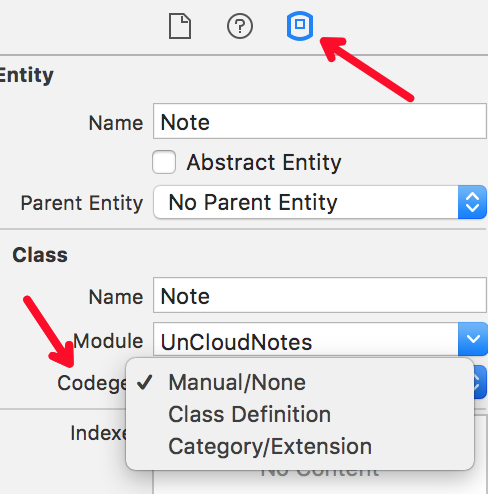 ?
Entity
Name Note
Abstract Entity
Parent Entity No Parent Entity
Class
Name Note
Module UnCloudNotes
Codege ✓ Manual/None
Class Definition
Category/Extension
Indexe
No Content